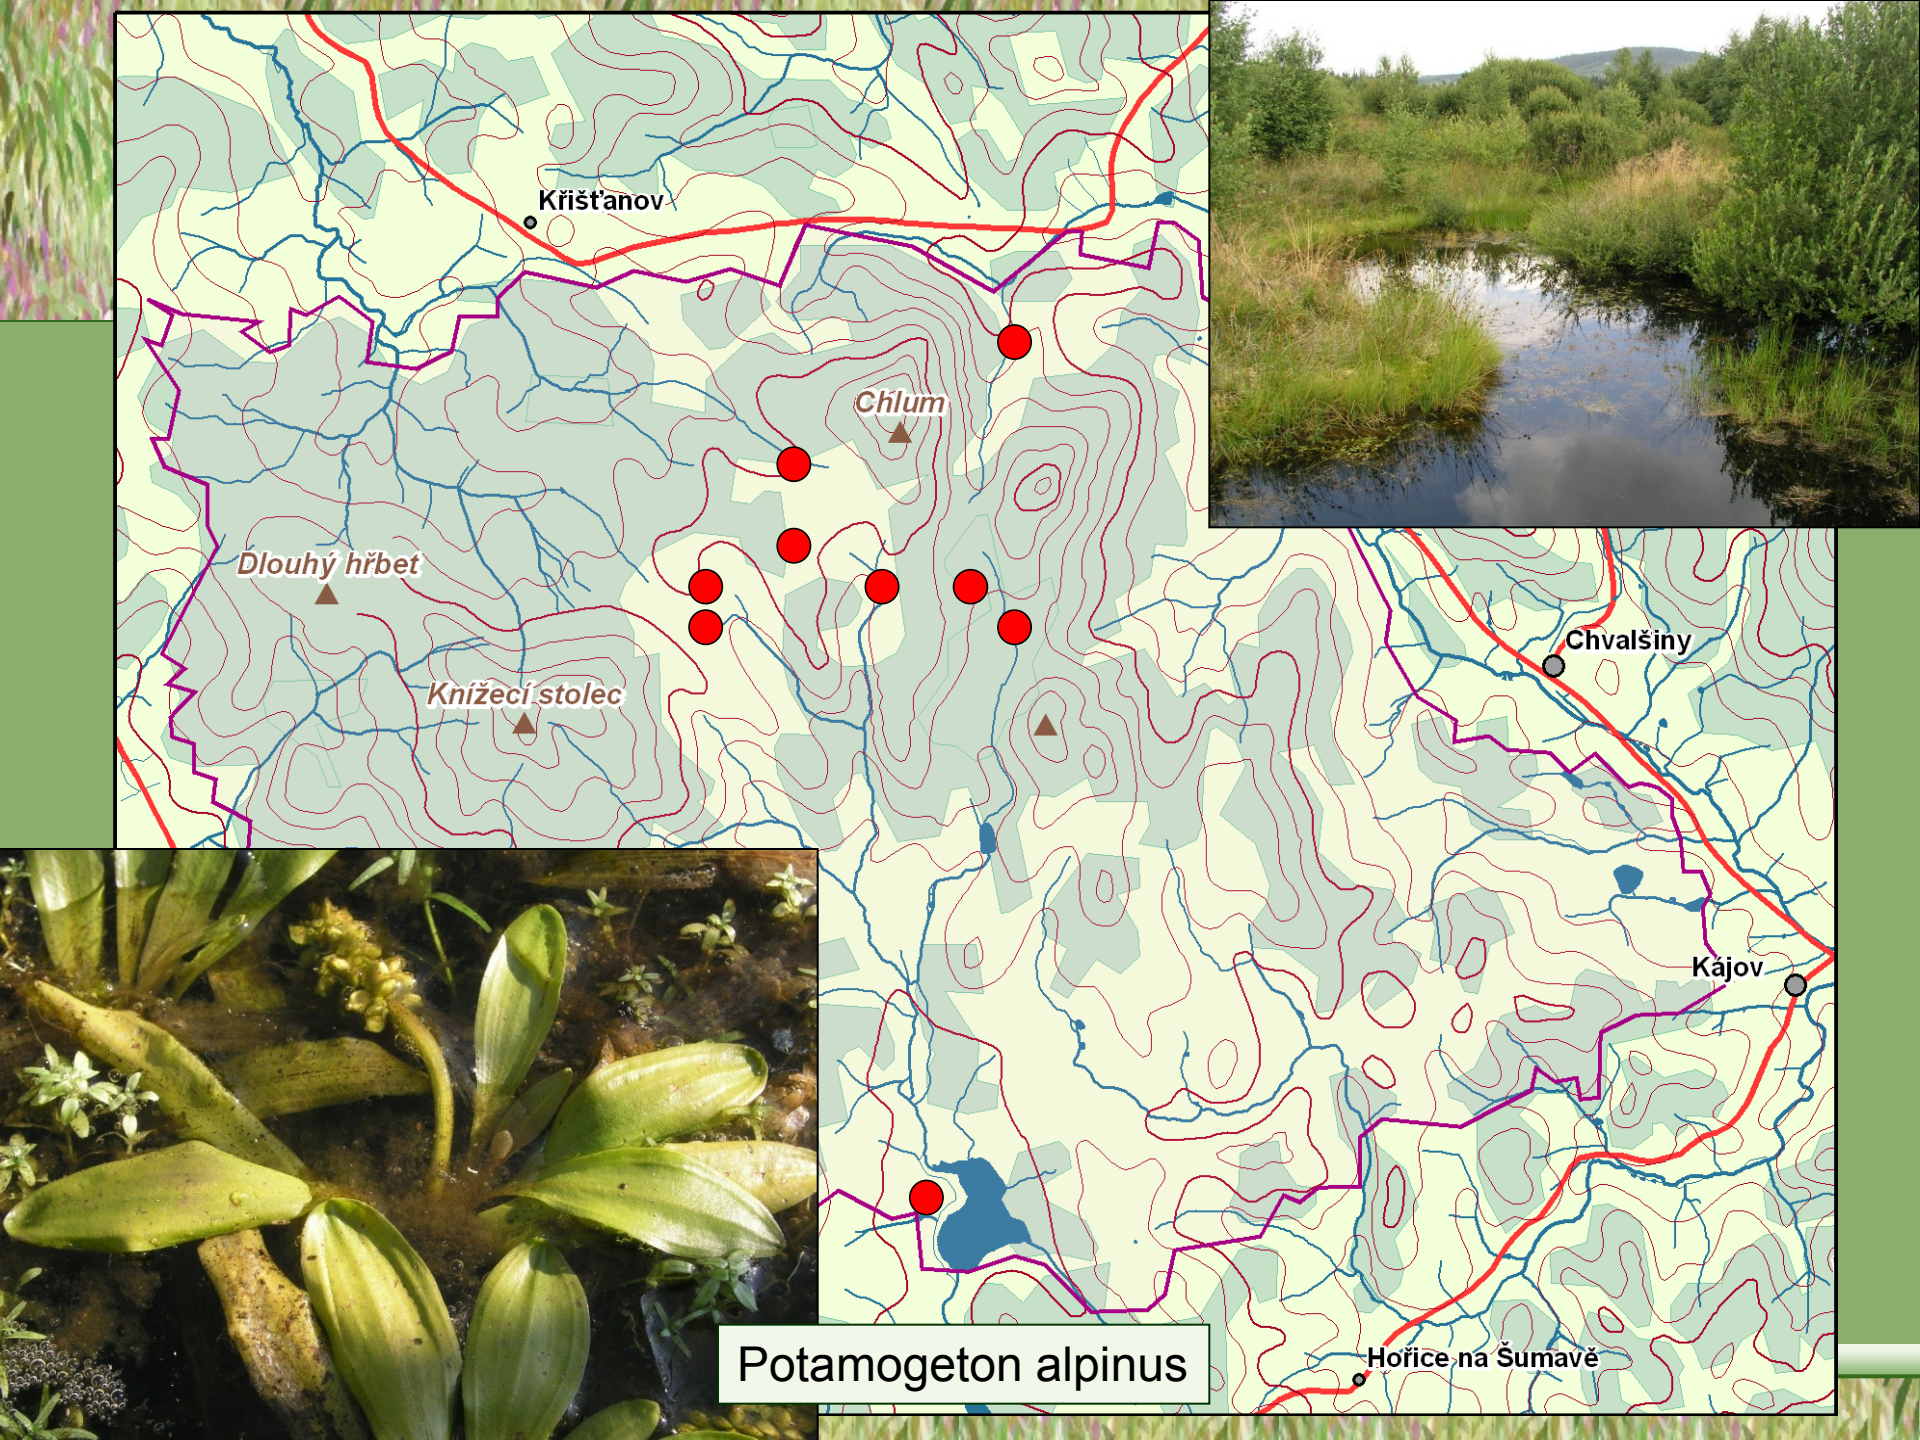 Křišťanov
Chlum
Dlouhý hřbet
Chvalšiny
Knížecí stolec
Kájov
Hořice na Šumavě
Potamogeton alpinus